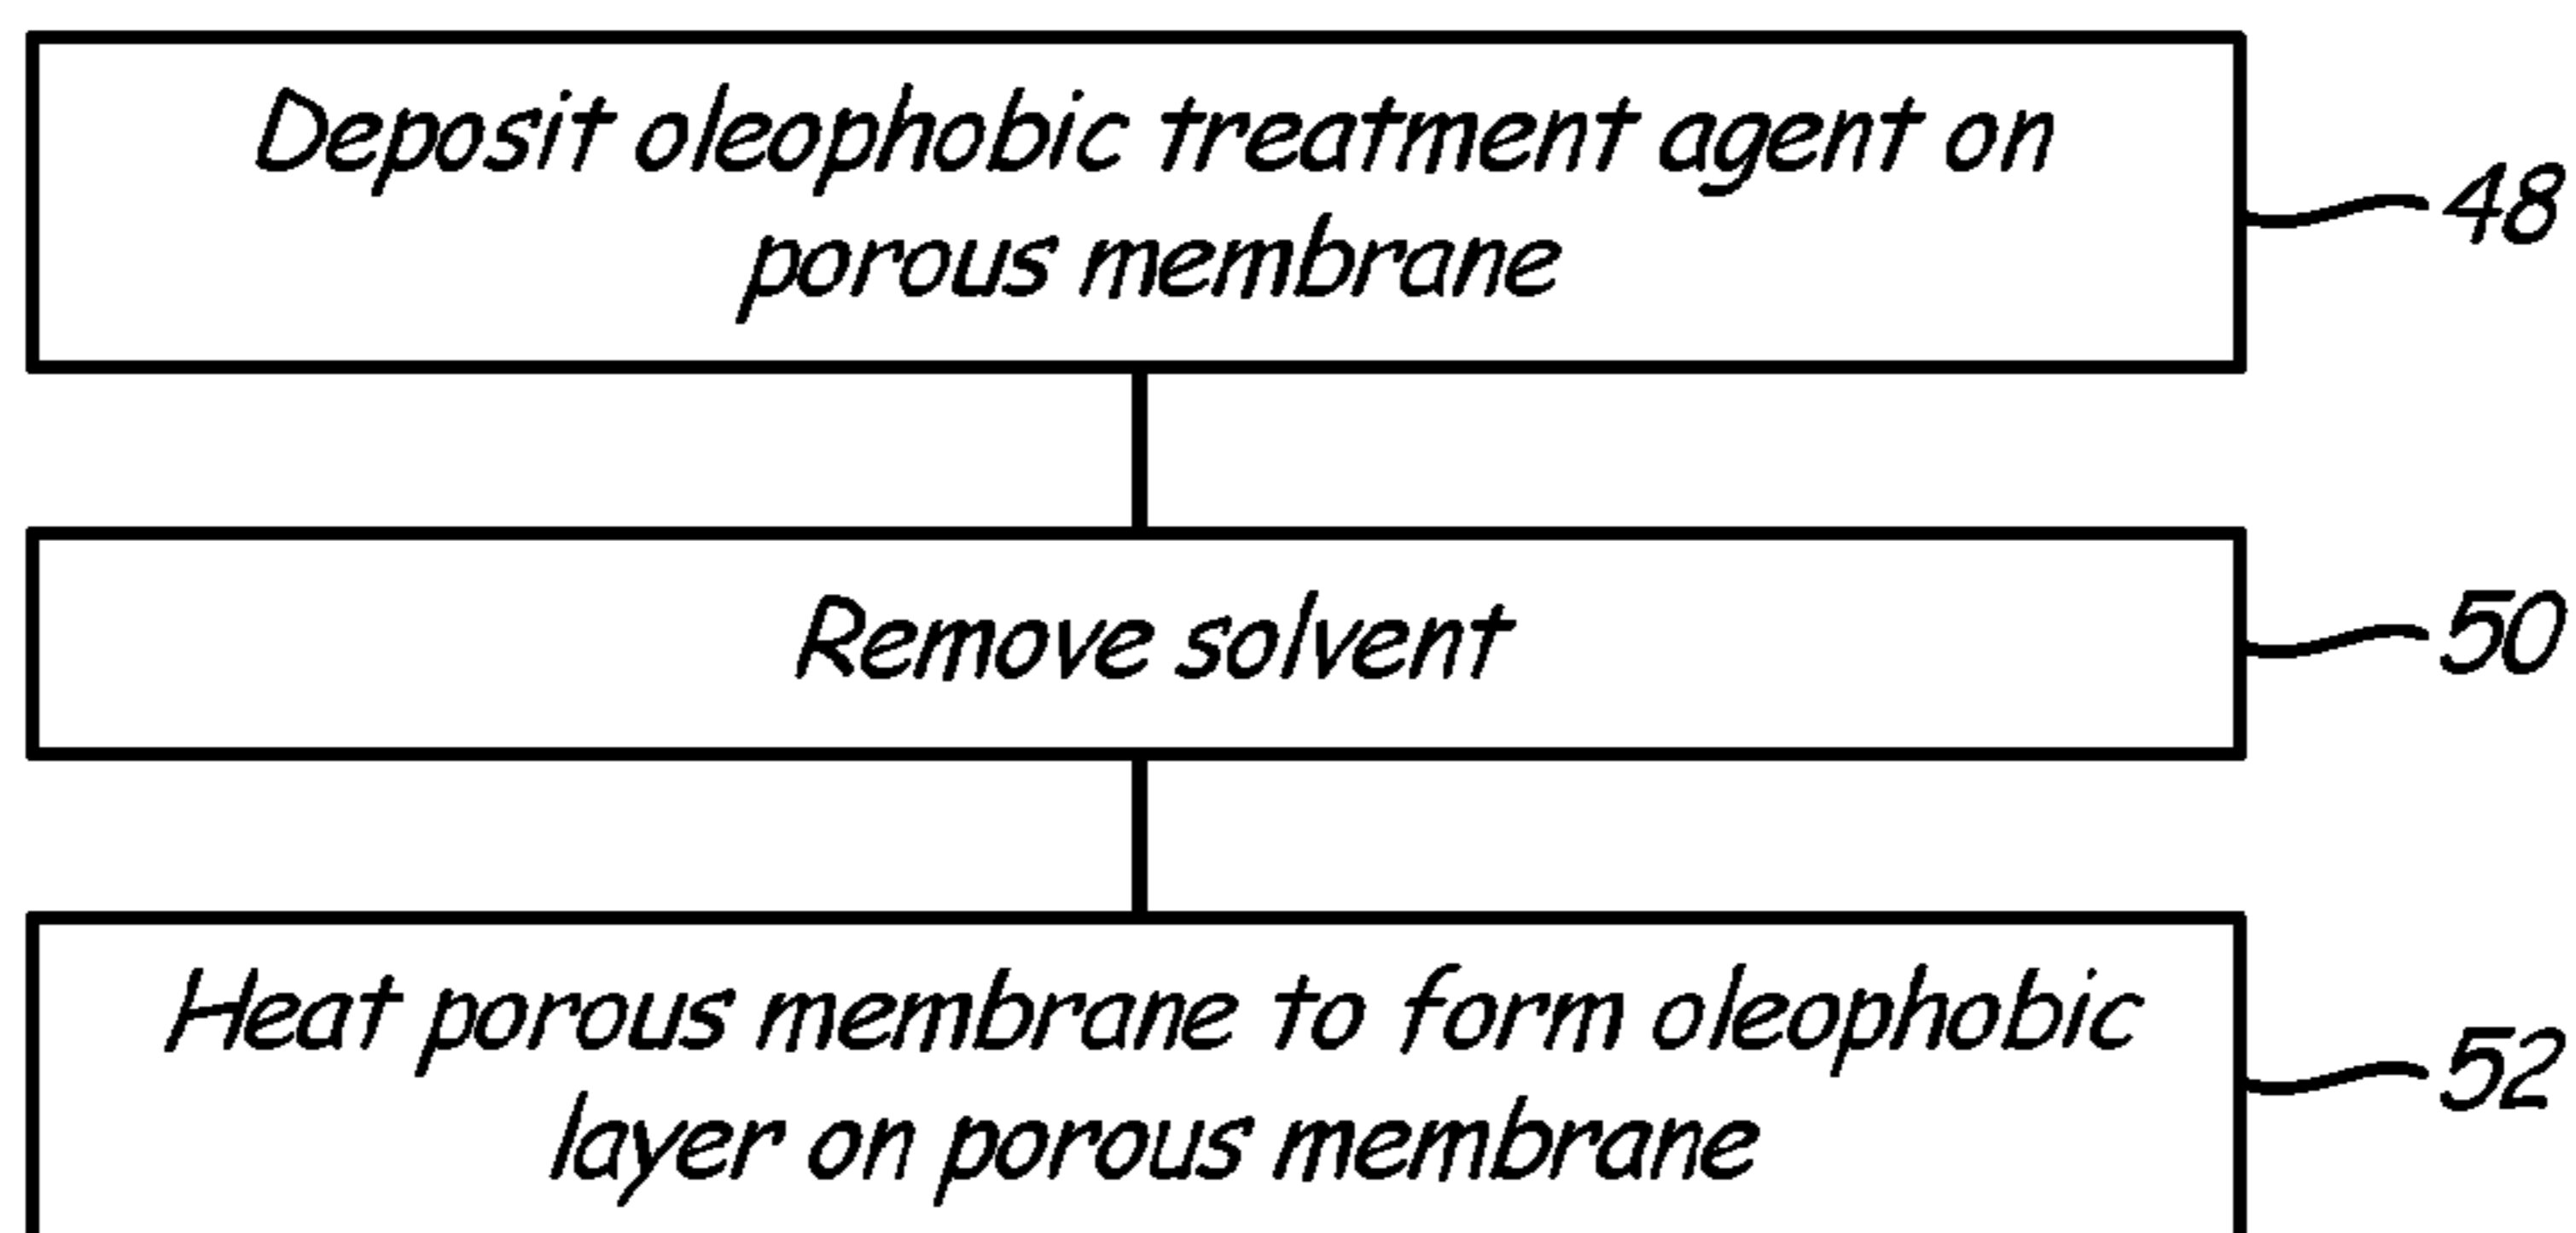 Deposit oleophobic treatment agent on
porous membrane
48
Remove solvent
50
Heat porous membrane to form oleophobic
layer on porous membrane
52